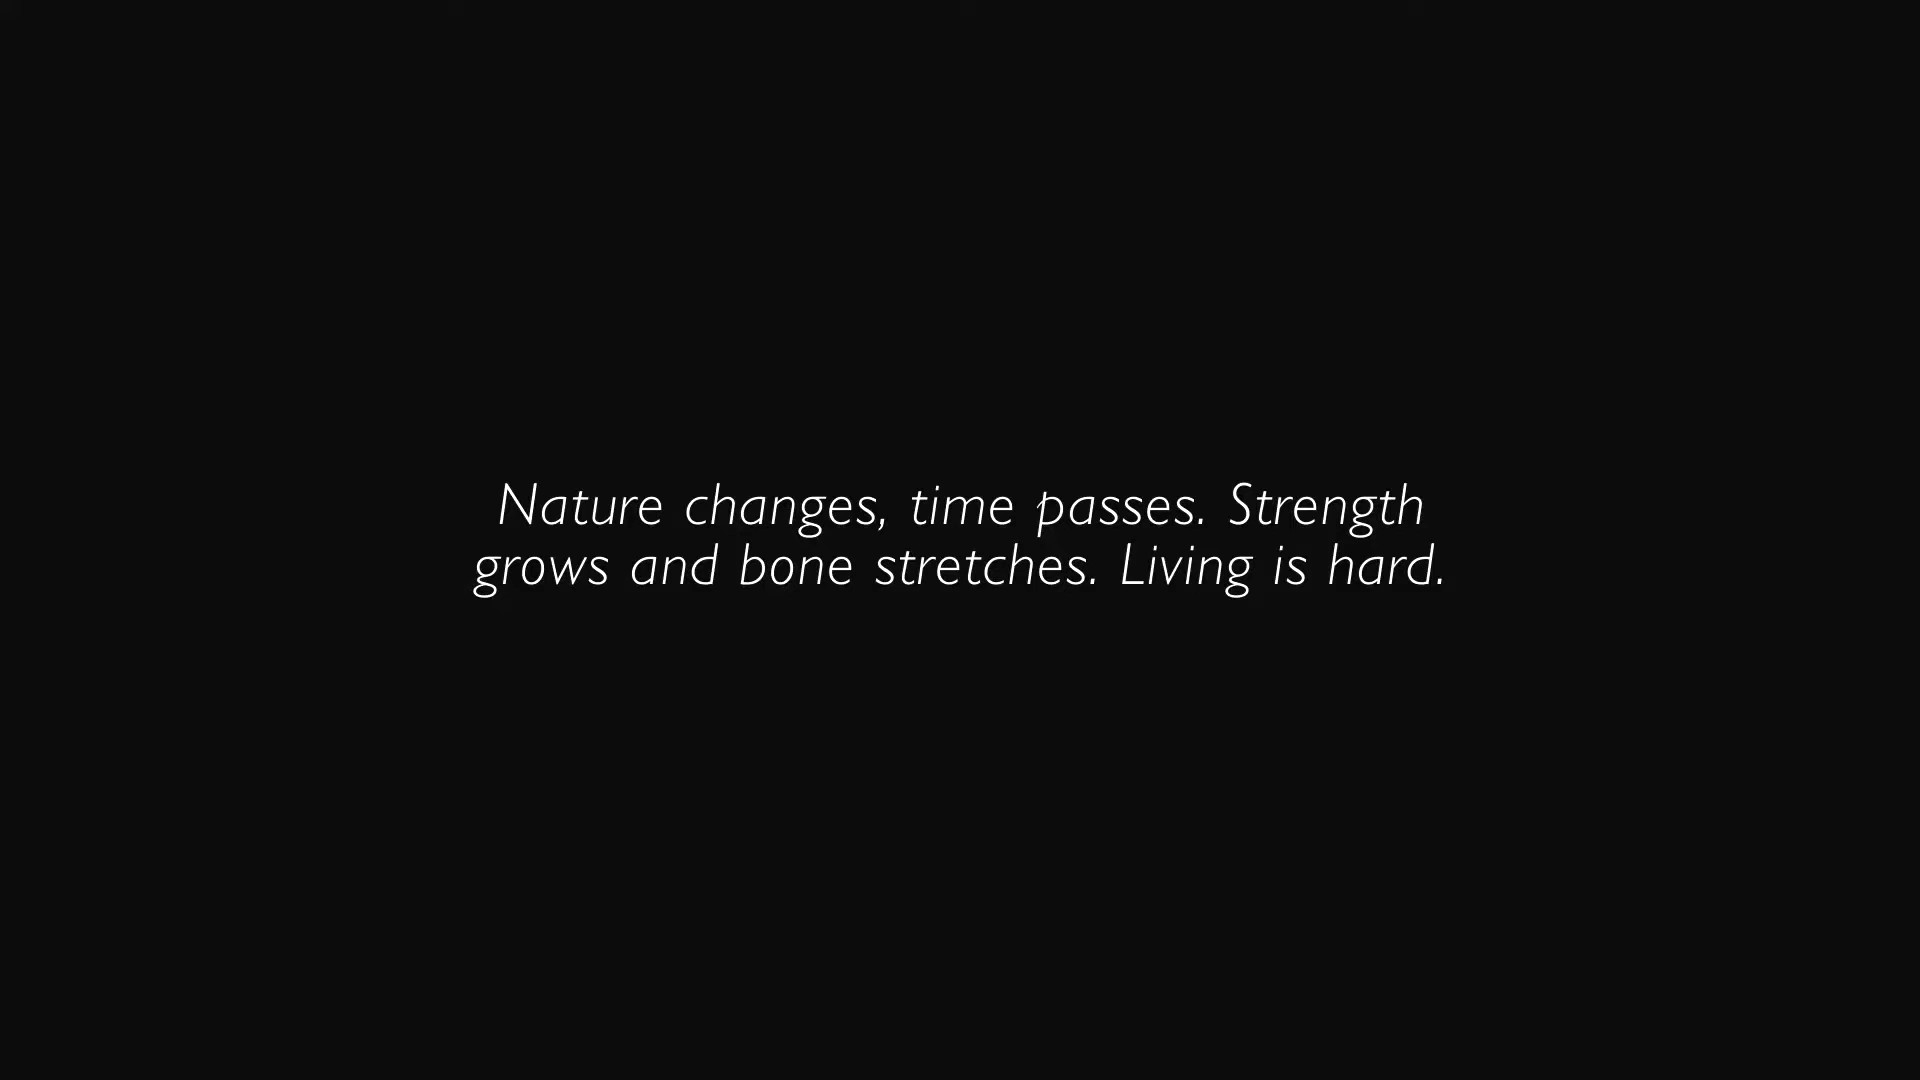 Nature changes, time passes. Strength
grows and bone stretches. Living is hard.